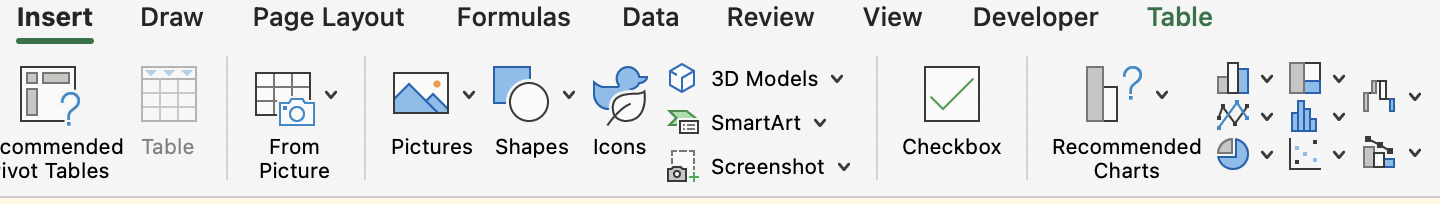 Insert Draw Page Layout Formulas Data Review View Developer Table
commended
ivot Tables
Table
From
Picture
Pictures
Shapes
Icons
3D Models
SmartArt
Screenshot
Checkbox
Recommended
Charts